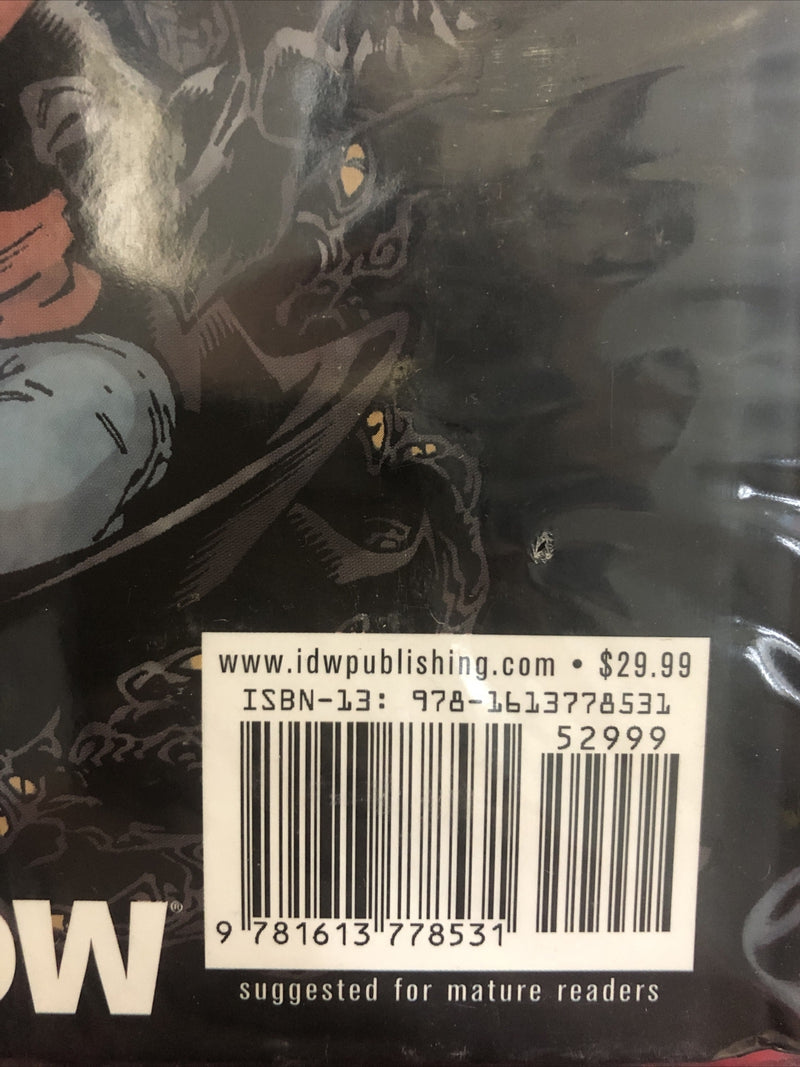 www.idwpublishing.com • $29.99
ISBN-13: 978-1613778531
52999
9 781613 778531
®
suggested for mature readers